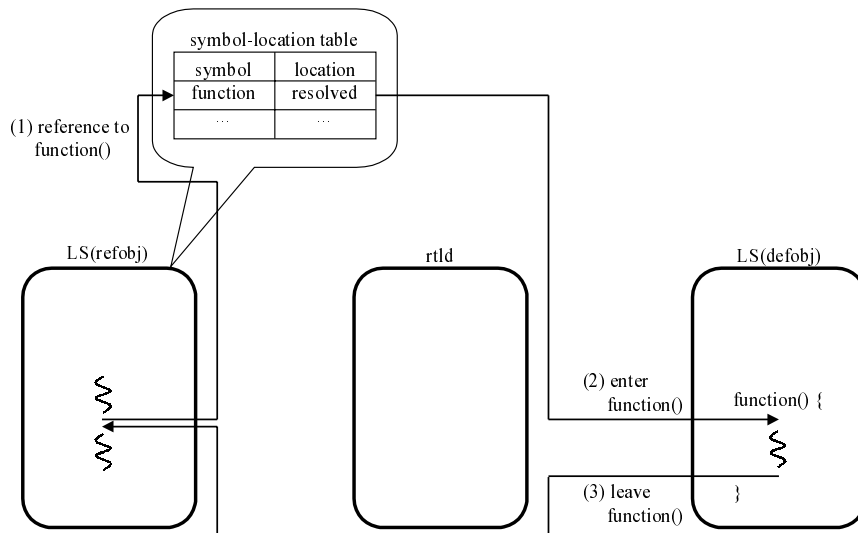 symbol-location table
symbol location
function resolved
... ...
(1) reference to
function()
LS(refobj)
rtld
LS(defobj)
(2) enter
function()
function() {
(3) leave
function()
}